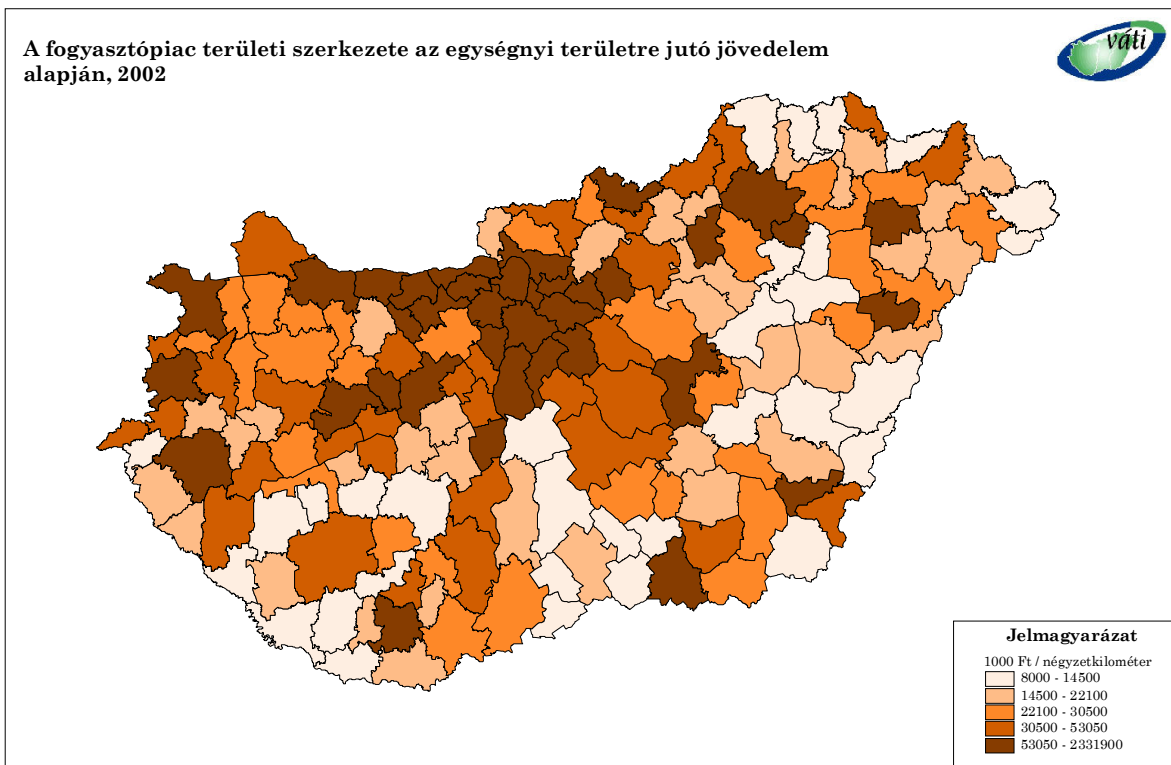 A fogyasztópiac területi szerkezete az egységnyi területre jutó jövedelem
alapján, 2002
váti
Jelmagyarázat
1000 Ft / négyzetkilométer
8000 - 14500
14500 - 22100
22100 - 30500
30500 - 53050
53050 - 2331900